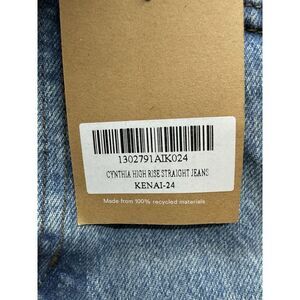 1302791AIK024
CYNTHIA HIGH RISE STRAIGHT JEANS
KENAI-24
Made from 100% recycled materials